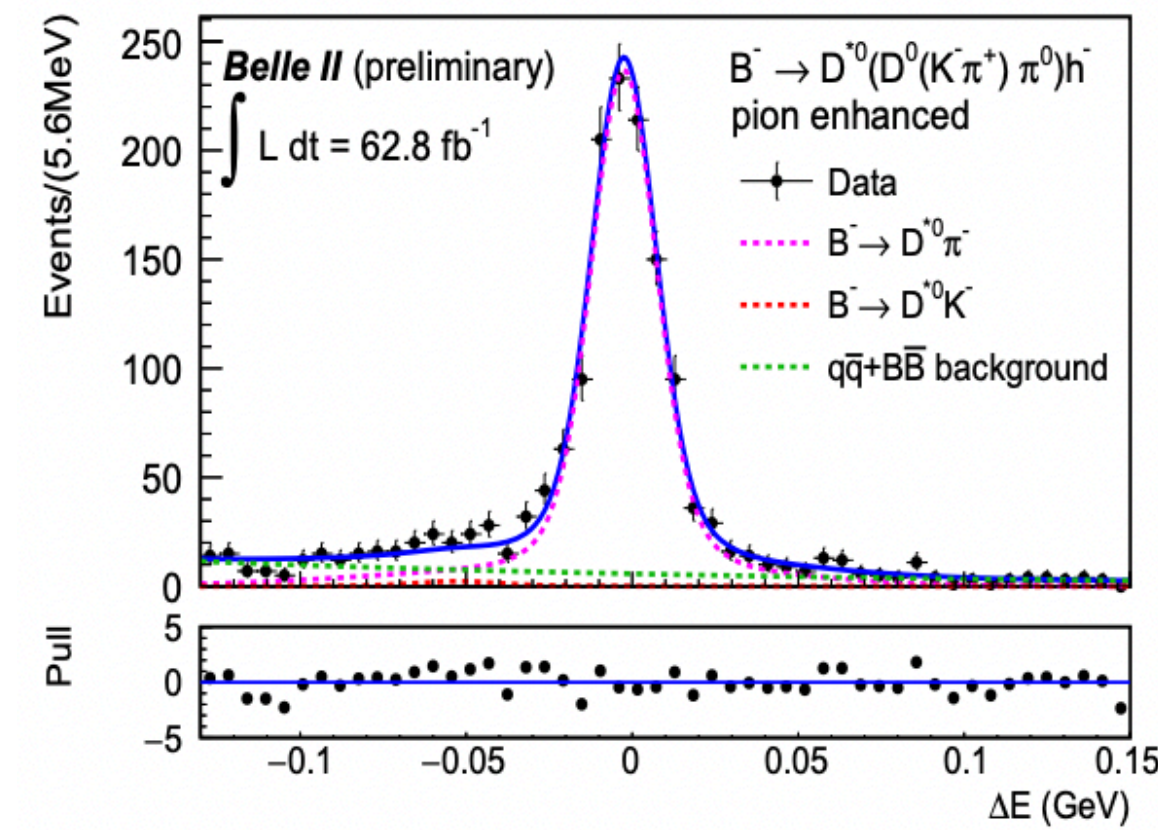 Events/(5.6MeV)
250
200
150
100
50
0
Belle II (preliminary)
∫ L dt = 62.8 fb⁻¹
B⁻ → D*⁰(D⁰(K⁻π⁺) π⁰)h⁻
pion enhanced
Data
B⁻→ D*⁰π⁻
B⁻→ D*⁰K⁻
qq̅+BB̅ background
Pull
5
0
−5
−0.1
−0.05
0
0.05
0.1
0.15
ΔE (GeV)